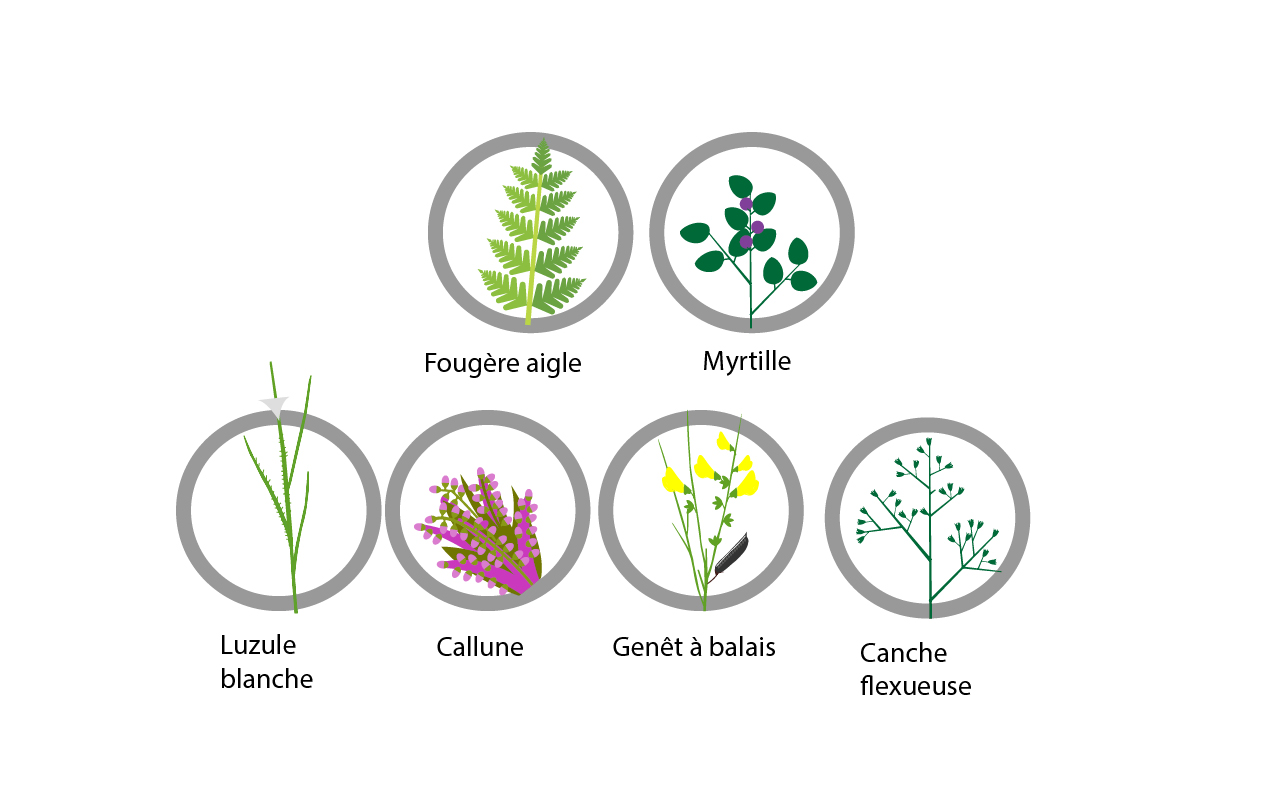 Fougère aigle
Myrtille
Luzule
blanche
Callune
Genêt à balais
Canche
flexueuse